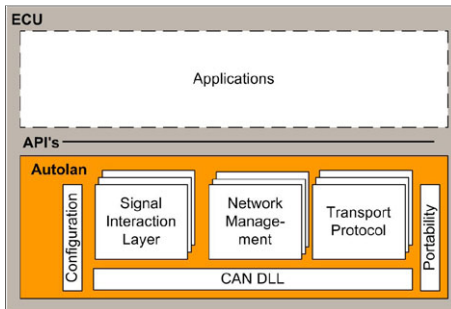 ECU
Applications
API's
Autolan
Configuration
Signal
Interaction
Layer
Network
Manage-
ment
Transport
Protocol
Portability
CAN DLL